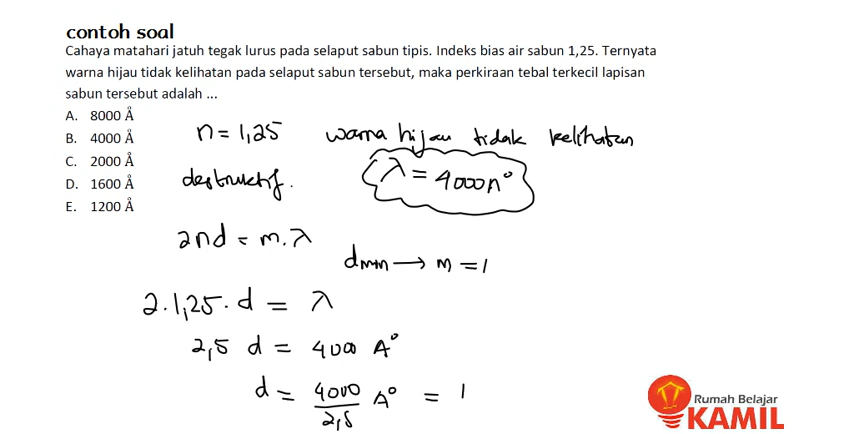 contoh soal
Cahaya matahari jatuh tegak lurus pada selaput sabun tipis. Indeks bias air sabun 1,25. Ternyata
warna hijau tidak kelihatan pada selaput sabun tersebut, maka perkiraan tebal terkecil lapisan
sabun tersebut adalah ...
A. 8000 Å
B. 4000 Å
C. 2000 Å
D. 1600 Å
E. 1200 Å
n = 1,25 warna hijau tidak kelihatan
destruktif. λ = 4000 A°
2nd = m.λ
dmin → m = 1
2.1,25.d = λ
2,5 d = 4000 A°
d = 4000/2,5 A° = 1
Rumah Belajar
KAMIL